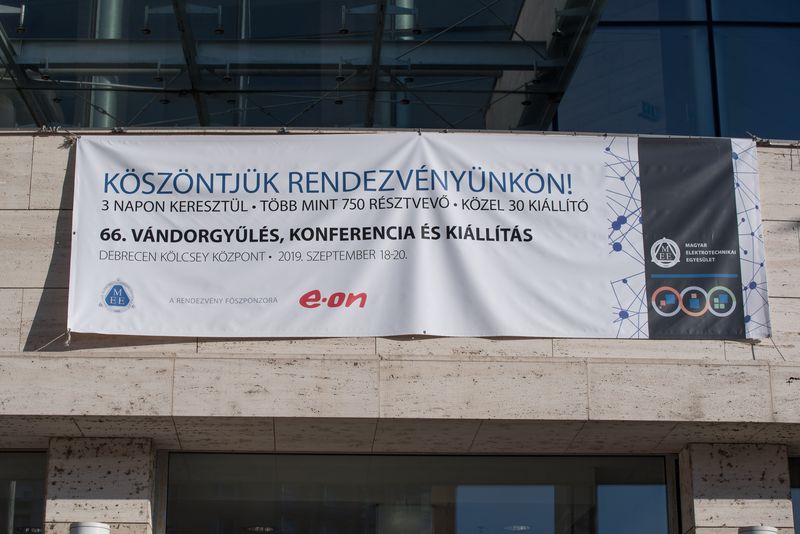 KÖSZÖNTJÜK RENDEZVÉNYÜNKÖN!
3 NAPON KERESZTÜL • TÖBB MINT 750 RÉSZTVEVŐ • KÖZEL 30 KIÁLLÍTÓ
66. VÁNDORGYŰLÉS, KONFERENCIA ÉS KIÁLLÍTÁS
DEBRECEN KÖLCSEY KÖZPONT • 2019. SZEPTEMBER 18-20.
MEE
A RENDEZVÉNY FŐSZPONZORA
e·on
MEE
MAGYAR
ELEKTROTECHNIKAI
EGYESÜLET